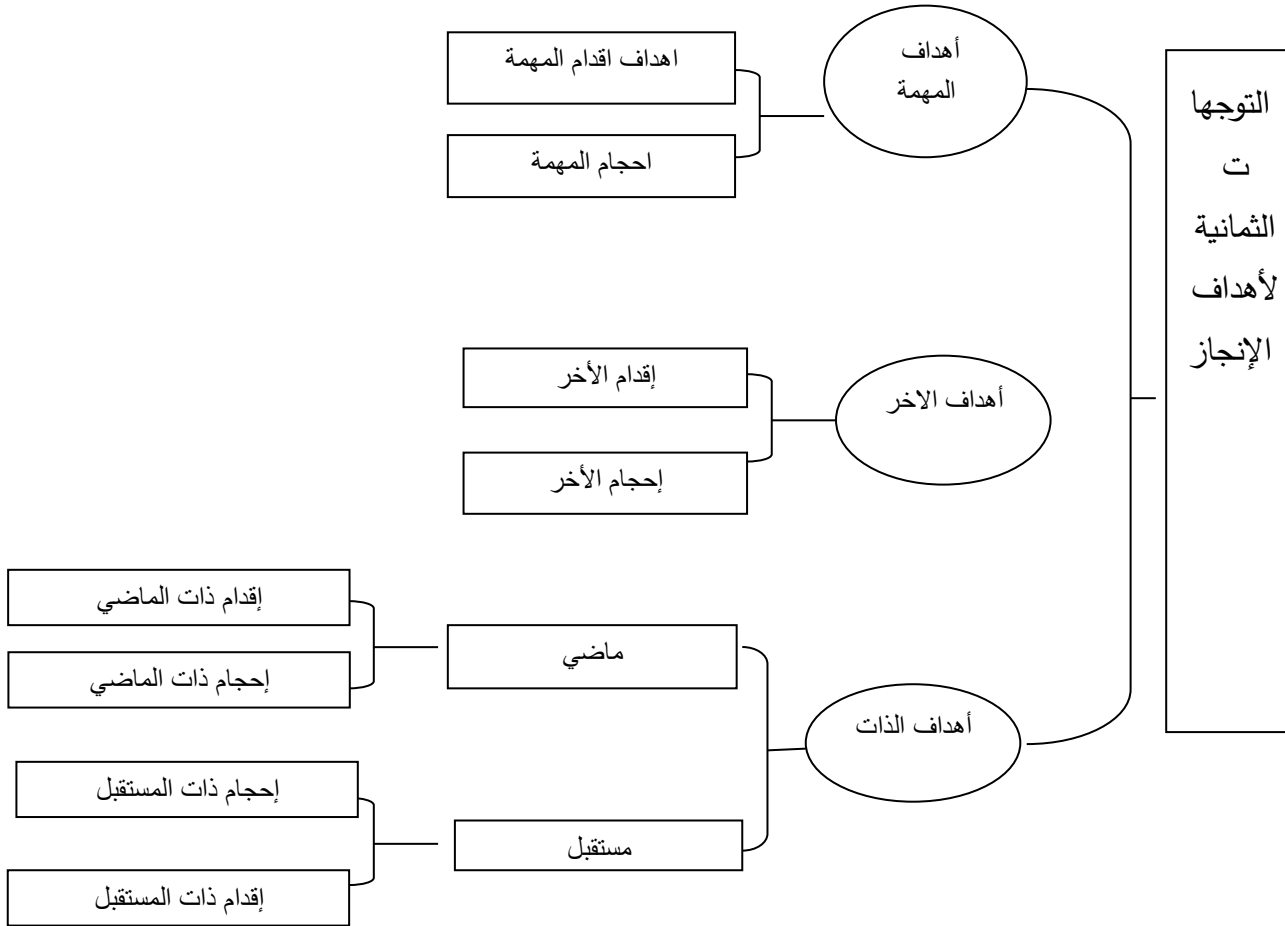 التوجها
ت
الثمانية
لأهداف
الإنجاز
أهداف
المهمة
اهداف اقدام المهمة
احجام المهمة
أهداف الاخر
إقدام الأخر
إحجام الأخر
أهداف الذات
ماضي
إقدام ذات الماضي
إحجام ذات الماضي
مستقبل
إحجام ذات المستقبل
إقدام ذات المستقبل